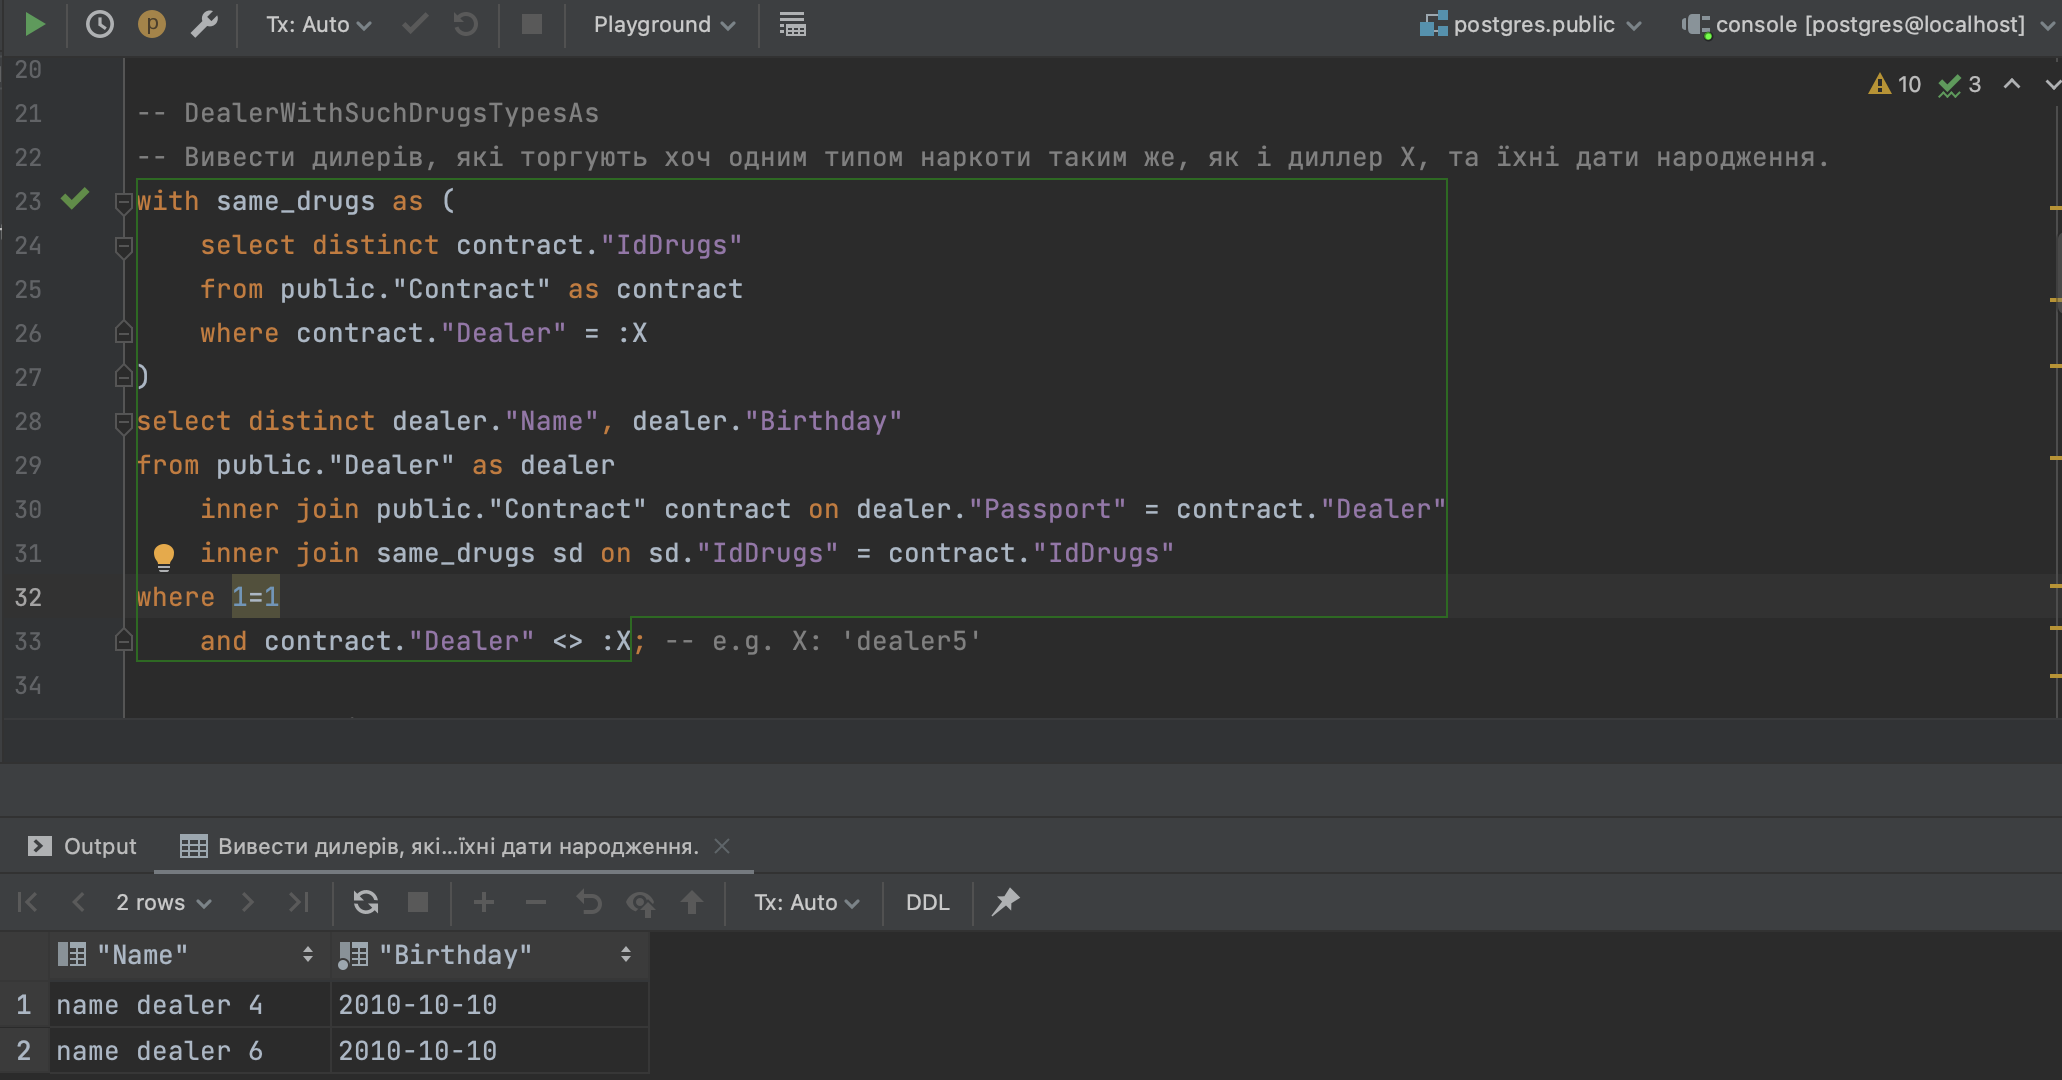 p Tx: Auto Playground postgres.public console [postgres@localhost]
20
10 3
21 -- DealerWithSuchDrugsTypesAs
22 -- Вивести дилерів, які торгують хоч одним типом наркоти таким же, як і диллер X, та їхні дати народження.
23 with same_drugs as (
24 select distinct contract."IdDrugs"
25 from public."Contract" as contract
26 where contract."Dealer" = :X
27 )
28 select distinct dealer."Name", dealer."Birthday"
29 from public."Dealer" as dealer
30 inner join public."Contract" contract on dealer."Passport" = contract."Dealer"
31 inner join same_drugs sd on sd."IdDrugs" = contract."IdDrugs"
32 where 1=1
33 and contract."Dealer" <> :X; -- e.g. X: 'dealer5'
34
Output Вивести дилерів, які...їхні дати народження.
2 rows Tx: Auto DDL
"Name" "Birthday"
1 name dealer 4 2010-10-10
2 name dealer 6 2010-10-10